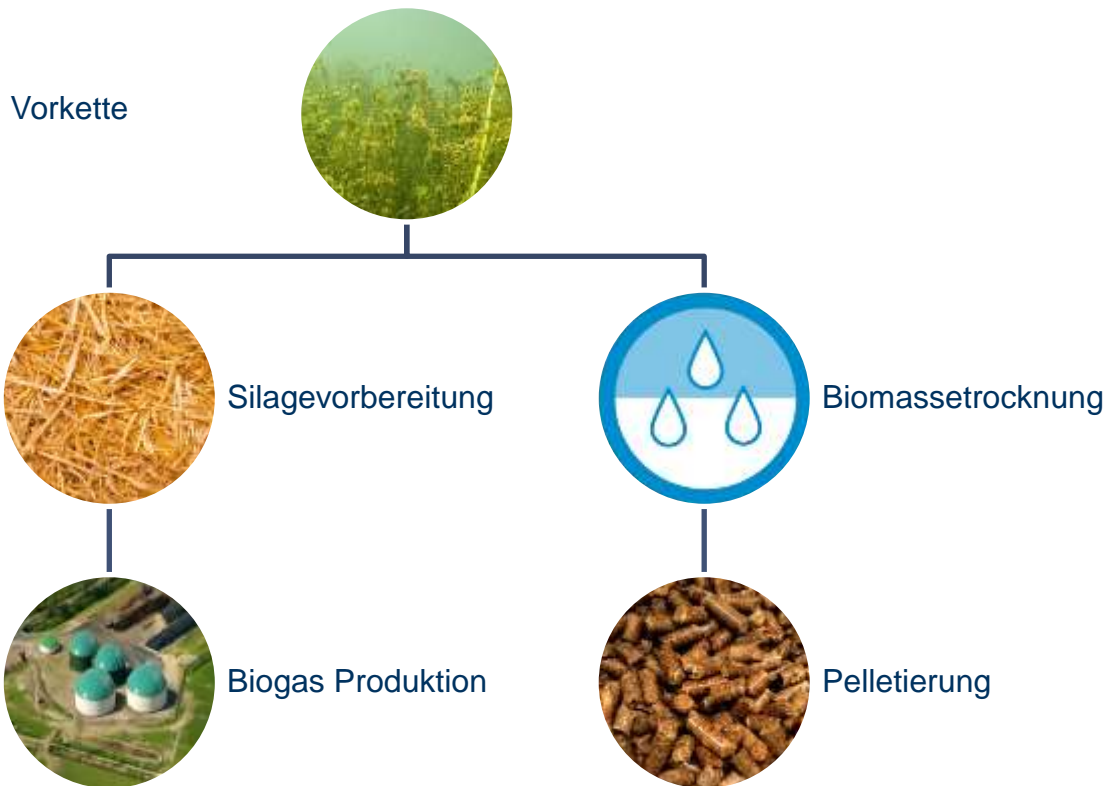 Vorkette
Silagevorbereitung
Biomassetrocknung
Biogas Produktion
Pelletierung